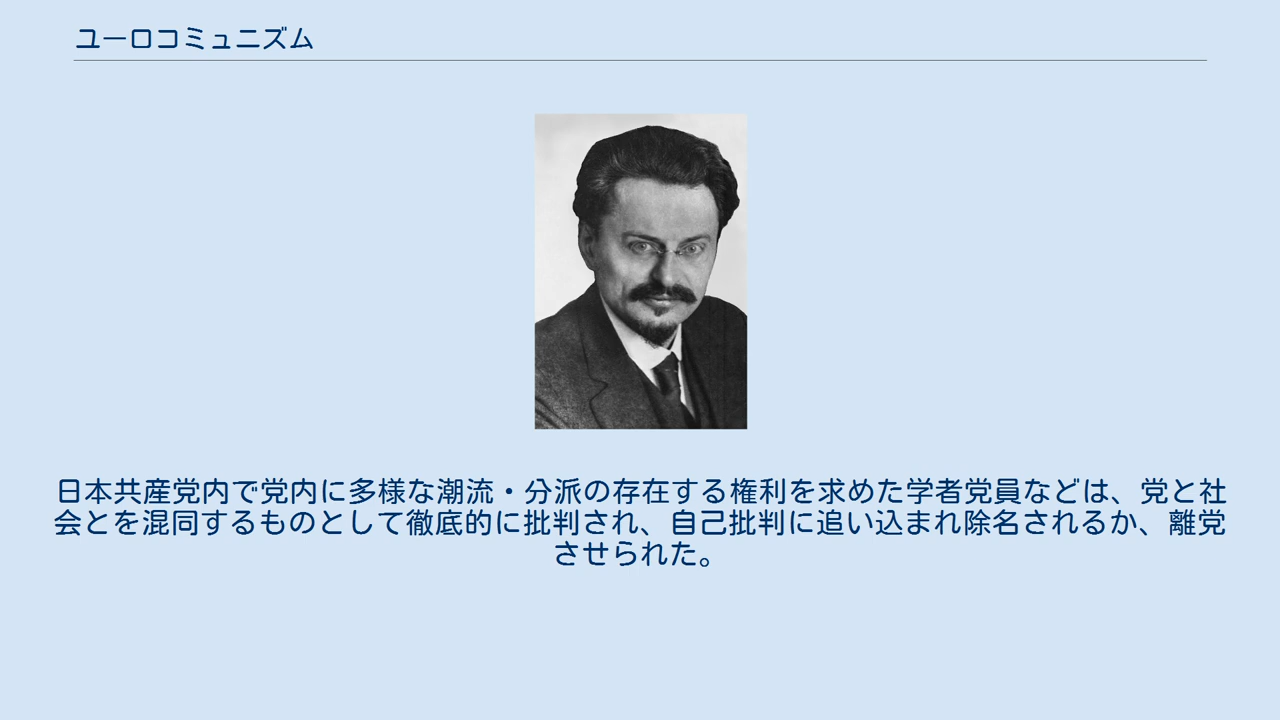 ユーロコミュニズム
日本共産党内で党内に多様な潮流・分派の存在する権利を求めた学者党員などは、党と社
会とを混同するものとして徹底的に批判され、自己批判に追い込まれ除名されるか、離党
させられた。